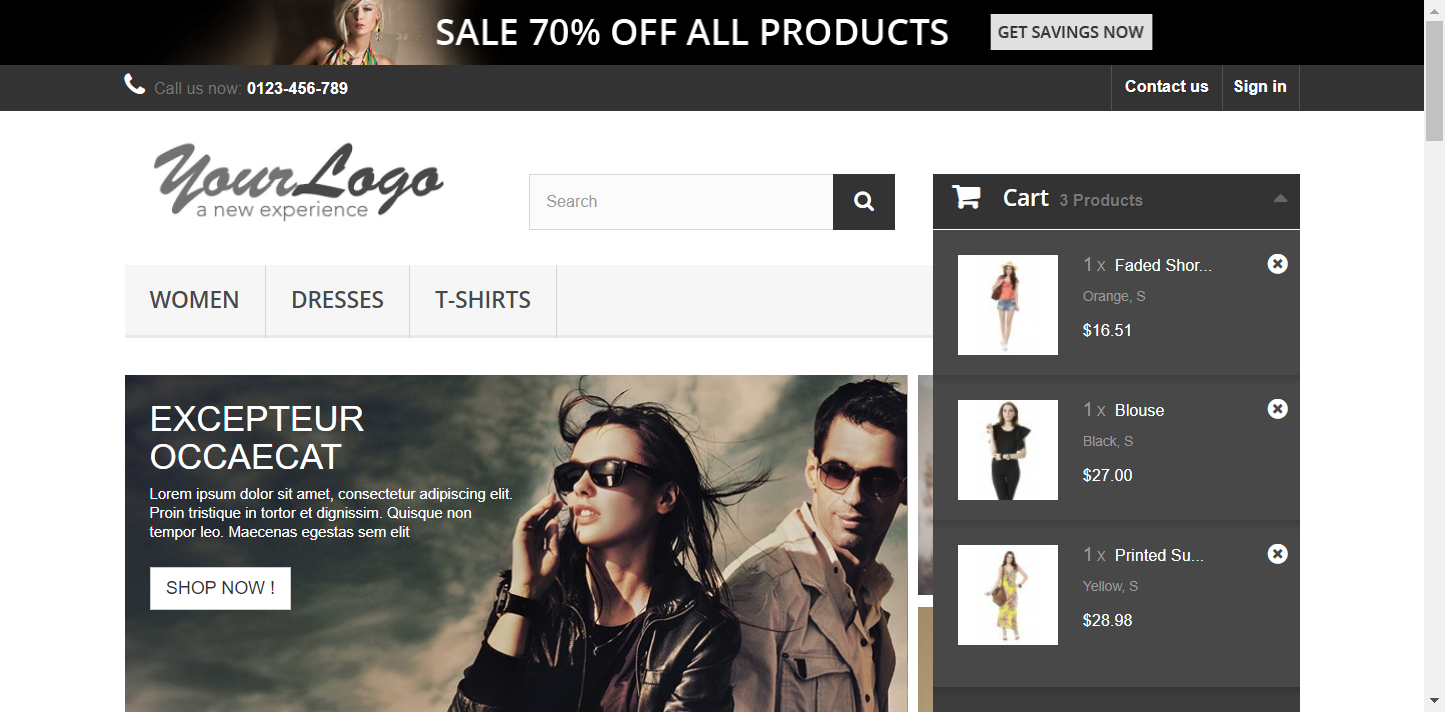 SALE 70% OFF ALL PRODUCTS
GET SAVINGS NOW
Call us now: 0123-456-789
Contact us
Sign in
YourLogo
a new experience
Search
Cart 3 Products
1 x Faded Shor...
Orange, S
$16.51
WOMEN
DRESSES
T-SHIRTS
EXCEPTEUR
OCCAECAT
Lorem ipsum dolor sit amet, consectetur adipiscing elit.
Proin tristique in tortor et dignissim. Quisque non
tempor leo. Maecenas egestas sem elit
SHOP NOW !
1 x Blouse
Black, S
$27.00
1 x Printed Su...
Yellow, S
$28.98